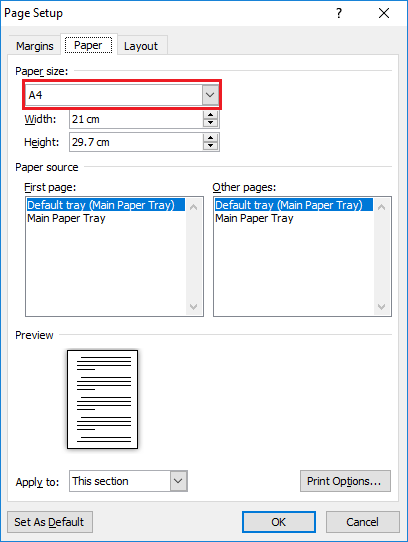 Page Setup
Margins
Paper
Layout
Paper size:
A4
Width: 21 cm
Height: 29.7 cm
Paper source
First page:
Default tray (Main Paper Tray)
Main Paper Tray
Other pages:
Default tray (Main Paper Tray)
Main Paper Tray
Preview
Apply to: This section
Print Options...
Set As Default
OK
Cancel